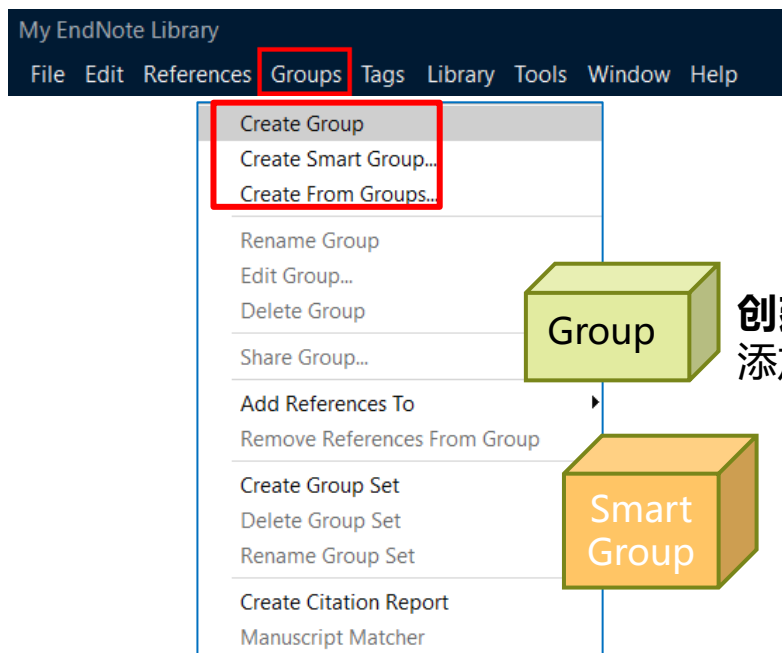 My EndNote Library
File Edit References Groups Tags Library Tools Window Help
Create Group
Create Smart Group...
Create From Groups...
Rename Group
Edit Group...
Delete Group
Share Group...
Add References To
Remove References From Group
Create Group Set
Delete Group Set
Rename Group Set
Create Citation Report
Manuscript Matcher
Group
创
添
Smart
Group